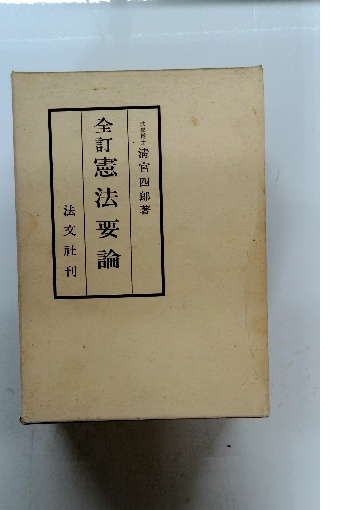 法学博士 清宮四郎著
全訂 憲法要論
法文社刊